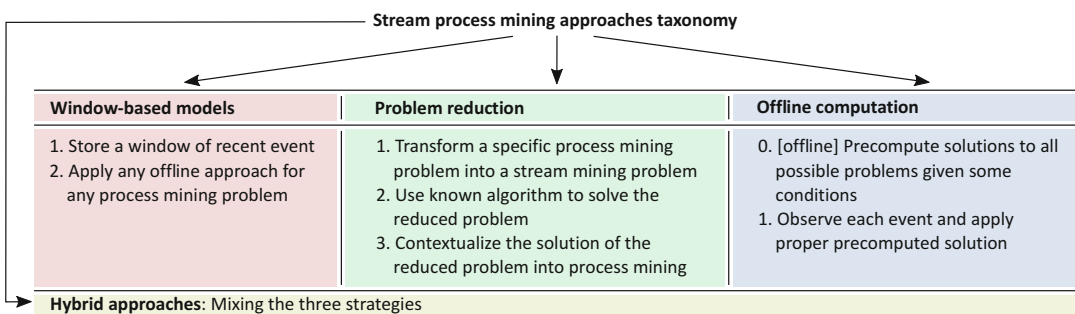 Stream process mining approaches taxonomy
Window-based models
Problem reduction
Offline computation
1. Store a window of recent event
2. Apply any offline approach for
any process mining problem
1. Transform a specific process mining
problem into a stream mining problem
2. Use known algorithm to solve the
reduced problem
3. Contextualize the solution of the
reduced problem into process mining
0. [offline] Precompute solutions to all
possible problems given some
conditions
1. Observe each event and apply
proper precomputed solution
Hybrid approaches: Mixing the three strategies